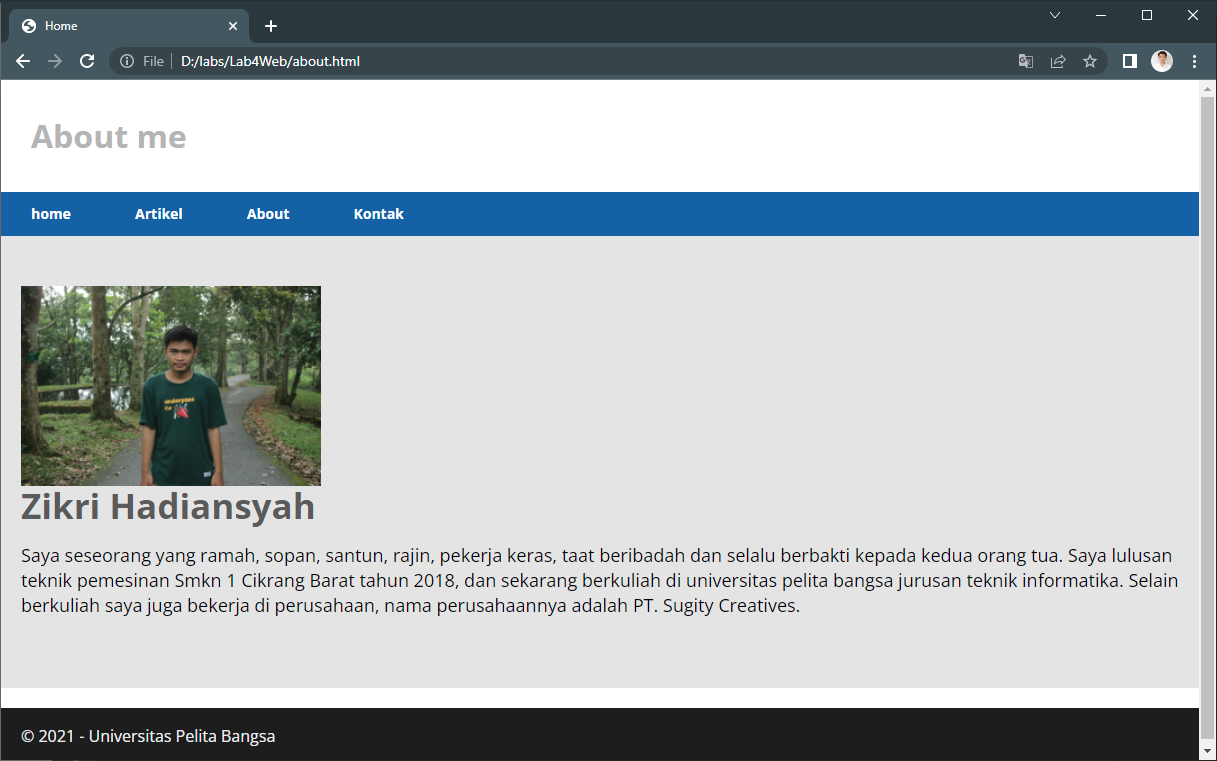 Home
File
D:/labs/Lab4Web/about.html
About me
home Artikel About Kontak
Underpass
Co
Zikri Hadiansyah
Saya seseorang yang ramah, sopan, santun, rajin, pekerja keras, taat beribadah dan selalu berbakti kepada kedua orang tua. Saya lulusan
teknik pemesinan Smkn 1 Cikrang Barat tahun 2018, dan sekarang berkuliah di universitas pelita bangsa jurusan teknik informatika. Selain
berkuliah saya juga bekerja di perusahaan, nama perusahaannya adalah PT. Sugity Creatives.
© 2021 - Universitas Pelita Bangsa